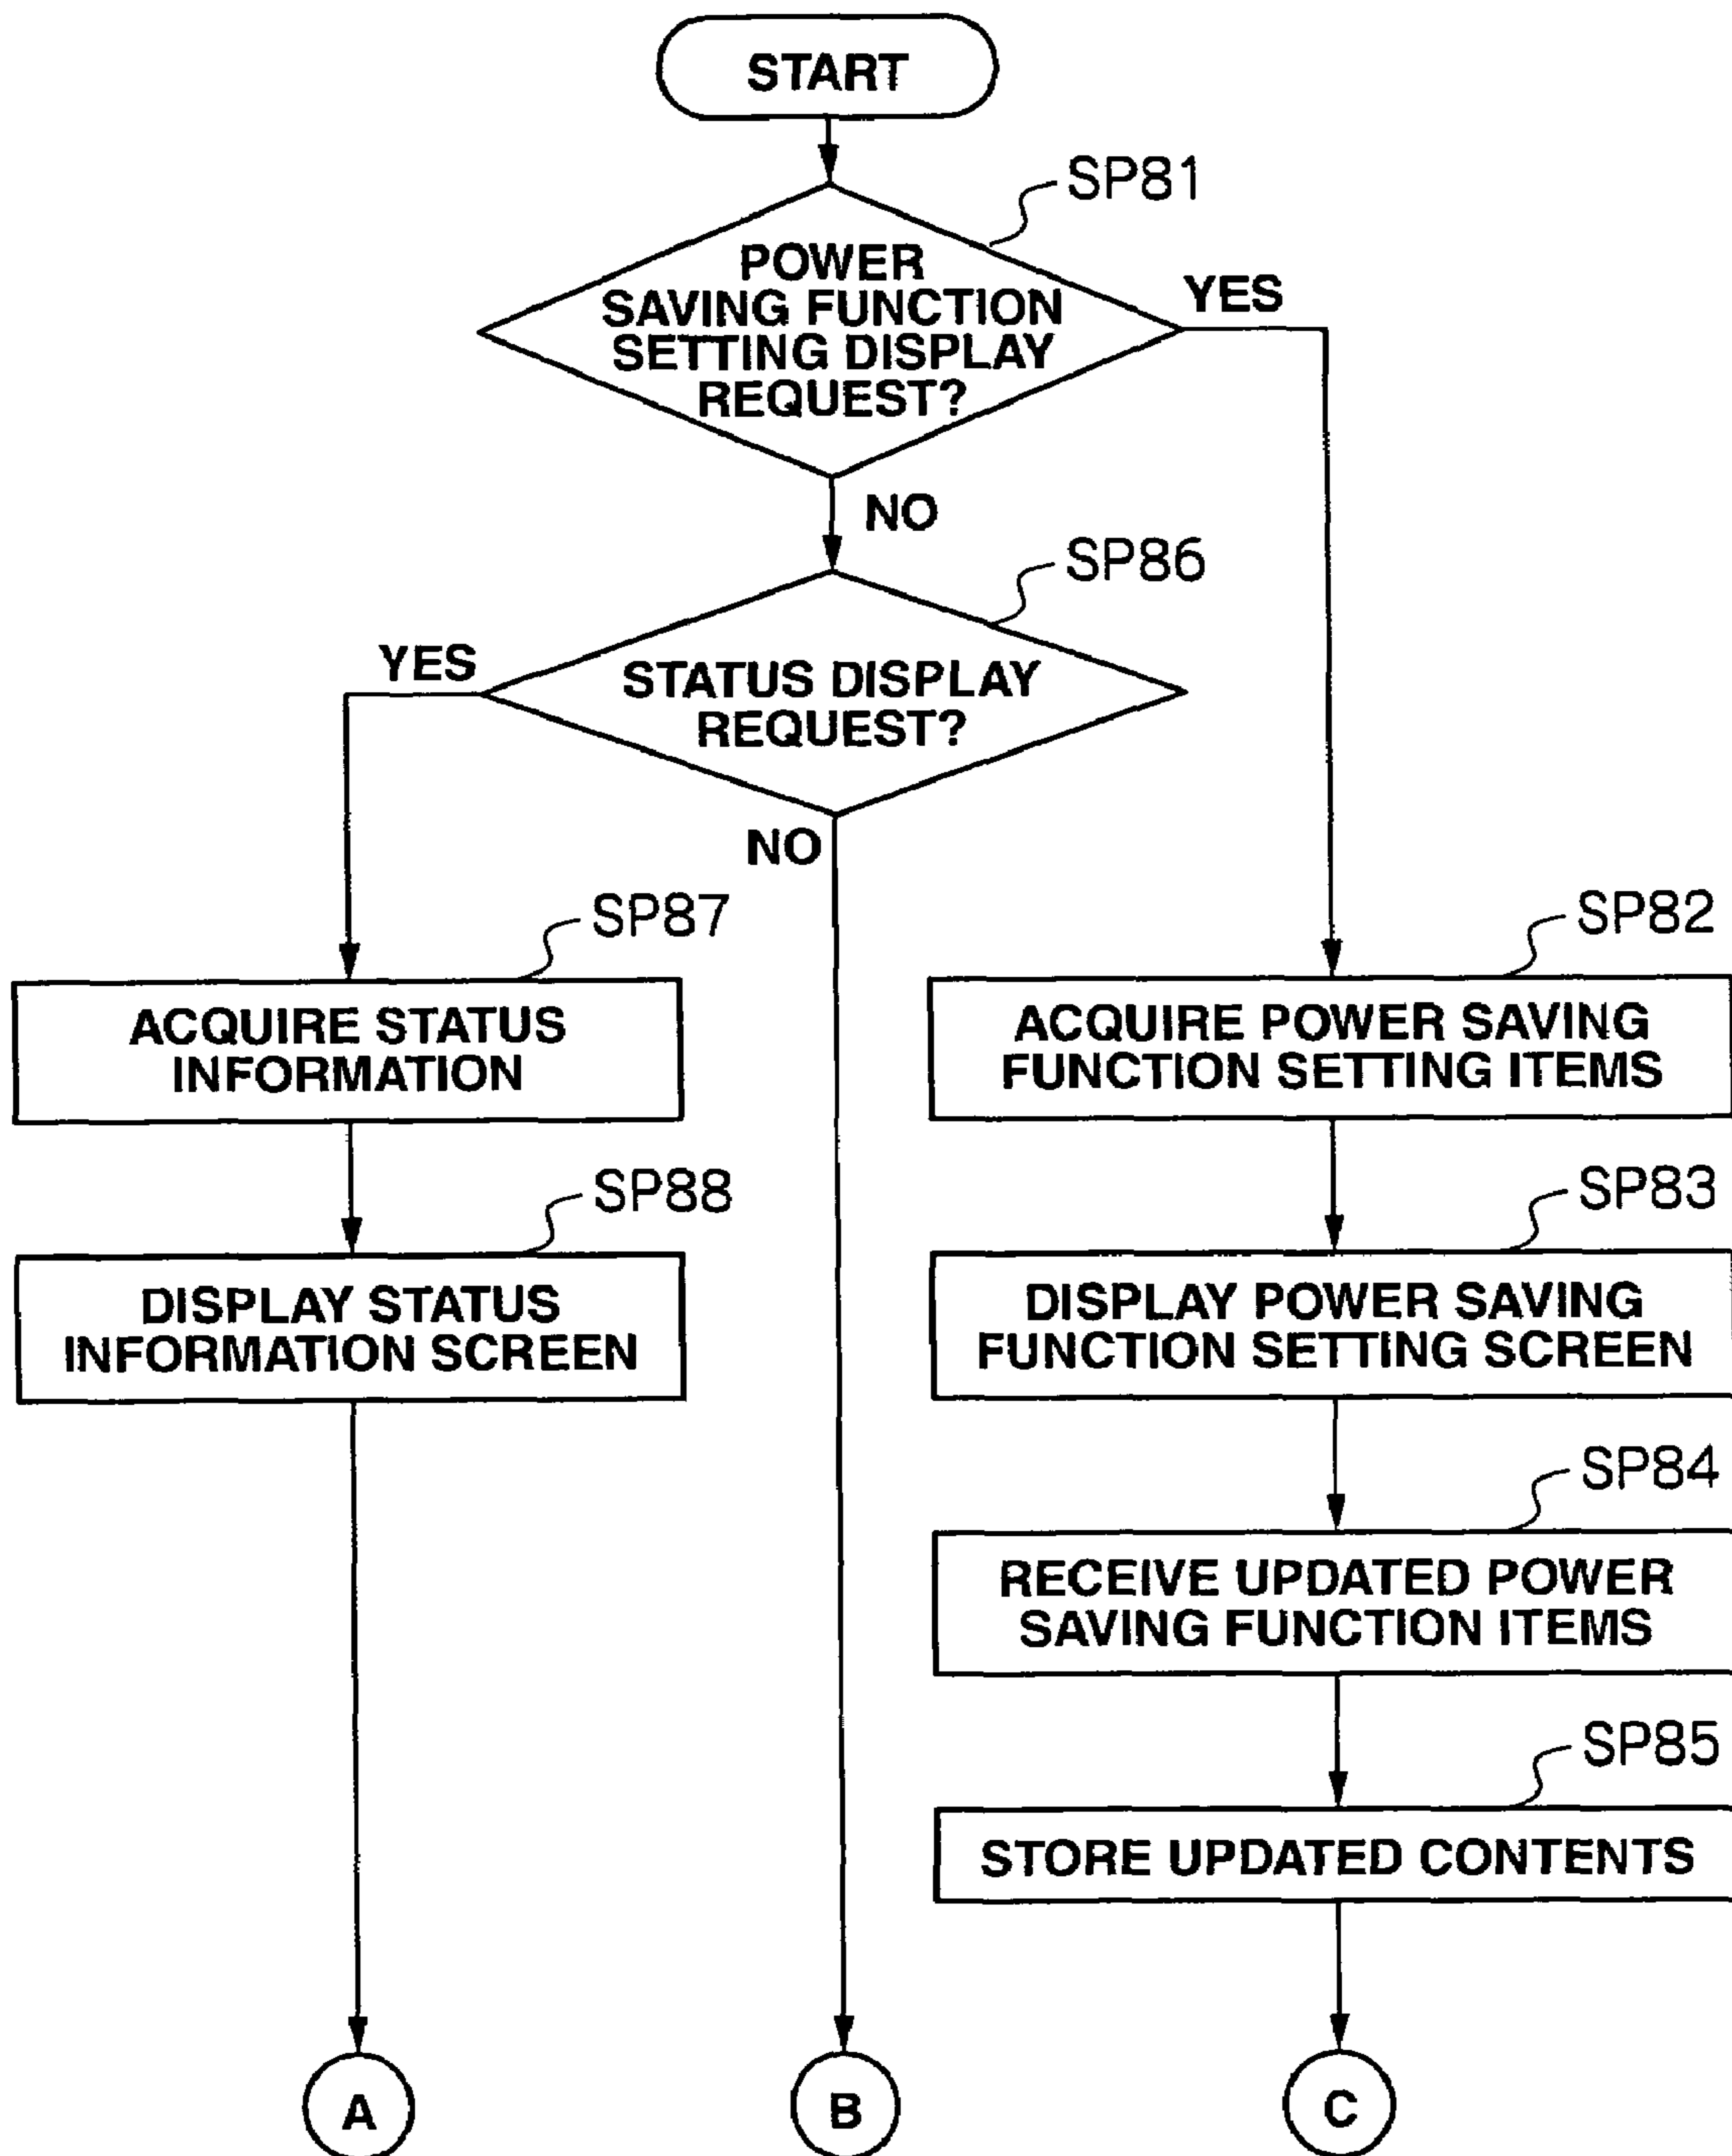 START
SP81
POWER
SAVING FUNCTION
SETTING DISPLAY
REQUEST?
YES
NO
SP86
YES
STATUS DISPLAY
REQUEST?
NO
SP87
SP82
ACQUIRE STATUS
INFORMATION
ACQUIRE POWER SAVING
FUNCTION SETTING ITEMS
SP88
SP83
DISPLAY STATUS
INFORMATION SCREEN
DISPLAY POWER SAVING
FUNCTION SETTING SCREEN
SP84
RECEIVE UPDATED POWER
SAVING FUNCTION ITEMS
SP85
STORE UPDATED CONTENTS
A
B
C